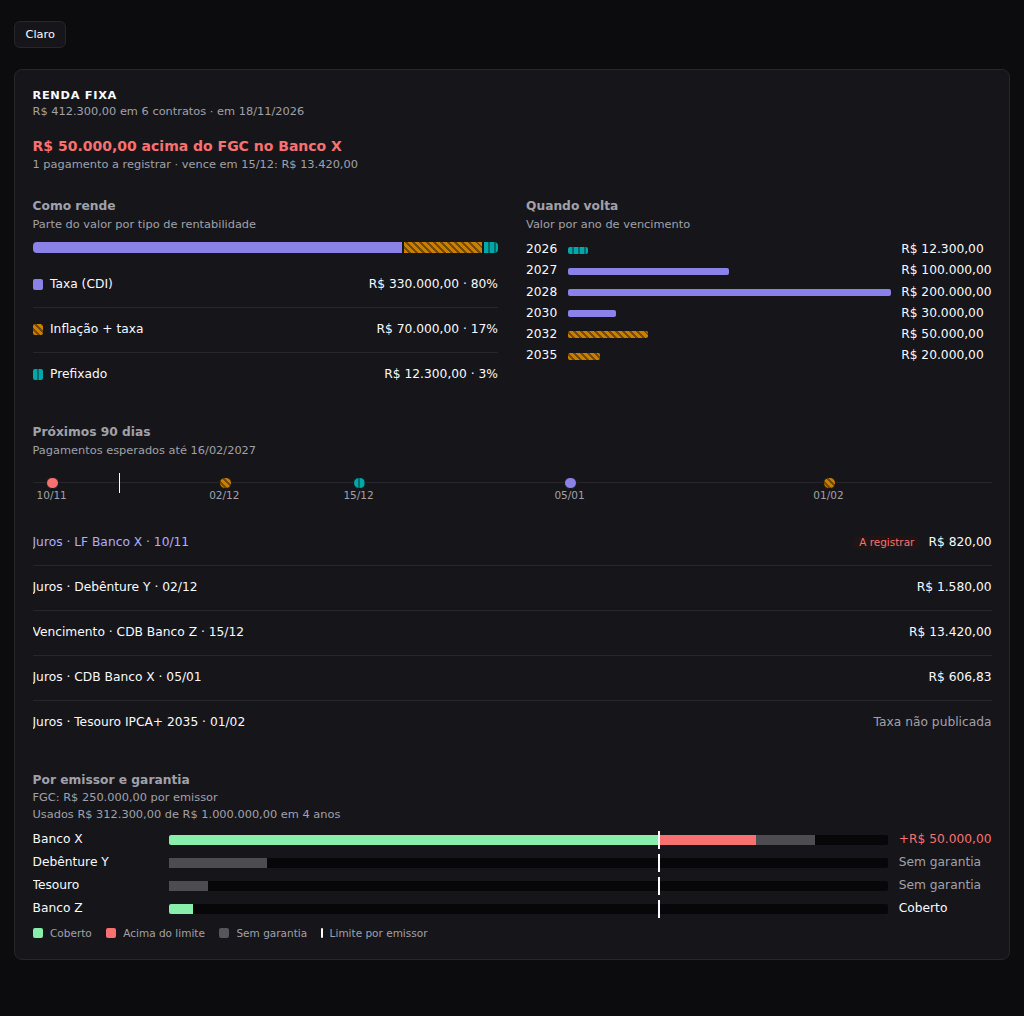 Claro
RENDA FIXA
R$ 412.300,00 em 6 contratos · em 18/11/2026
R$ 50.000,00 acima do FGC no Banco X
1 pagamento a registrar · vence em 15/12: R$ 13.420,00
Como rende
Parte do valor por tipo de rentabilidade
Taxa (CDI) R$ 330.000,00 · 80%
Inflação + taxa R$ 70.000,00 · 17%
Prefixado R$ 12.300,00 · 3%
Quando volta
Valor por ano de vencimento
2026 R$ 12.300,00
2027 R$ 100.000,00
2028 R$ 200.000,00
2030 R$ 30.000,00
2032 R$ 50.000,00
2035 R$ 20.000,00
Próximos 90 dias
Pagamentos esperados até 16/02/2027
10/11 02/12 15/12 05/01 01/02
Juros · LF Banco X · 10/11 A registrar R$ 820,00
Juros · Debênture Y · 02/12 R$ 1.580,00
Vencimento · CDB Banco Z · 15/12 R$ 13.420,00
Juros · CDB Banco X · 05/01 R$ 606,83
Juros · Tesouro IPCA+ 2035 · 01/02 Taxa não publicada
Por emissor e garantia
FGC: R$ 250.000,00 por emissor
Usados R$ 312.300,00 de R$ 1.000.000,00 em 4 anos
Banco X +R$ 50.000,00
Debênture Y Sem garantia
Tesouro Sem garantia
Banco Z Coberto
Coberto Acima do limite Sem garantia Limite por emissor